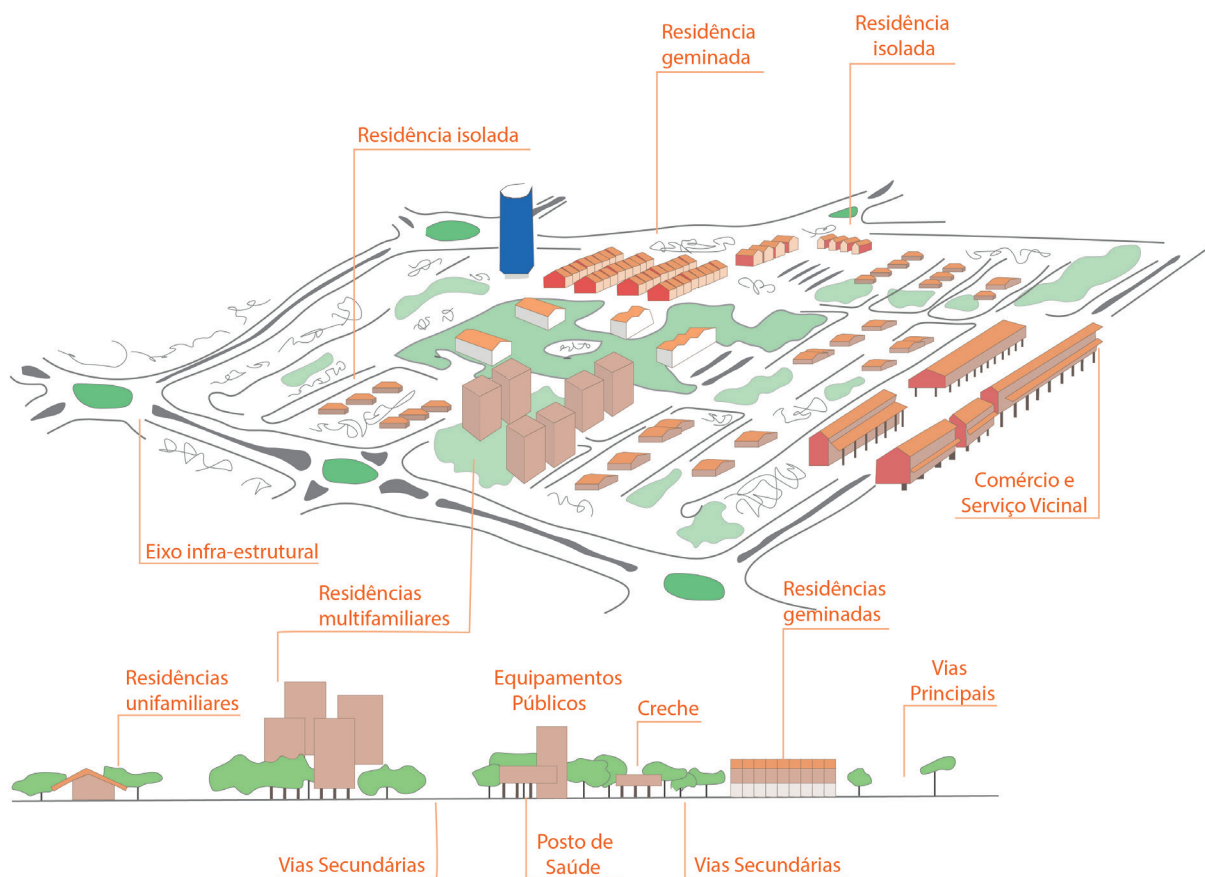 Residência
geminada
Residência
isolada
Residência isolada
Comércio e
Serviço Vicinal
Eixo infra-estrutural
Residências
multifamiliares
Residências
geminadas
Residências
unifamiliares
Equipamentos
Públicos
Creche
Vias
Principais
Vias Secundárias
Posto de
Saúde
Vias Secundárias